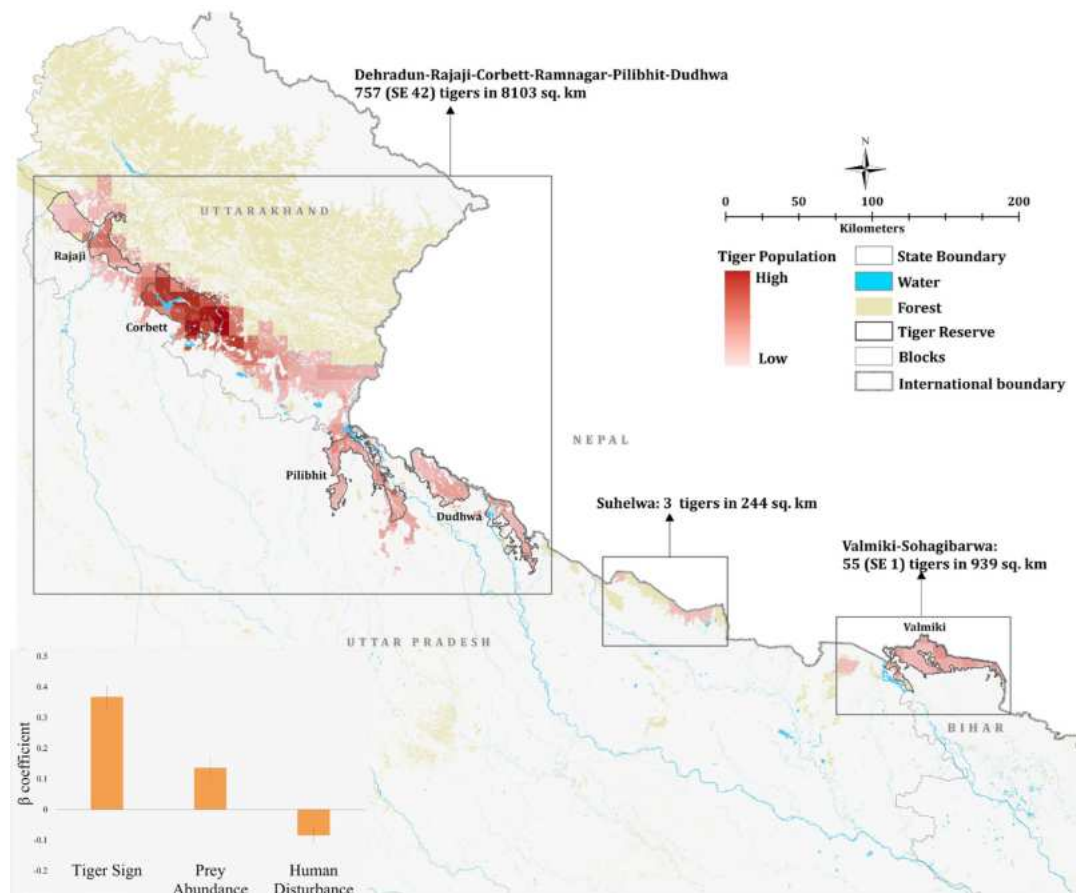 Dehradun-Rajaji-Corbett-Ramnagar-Pilibhit-Dudhwa
757 (SE 42) tigers in 8103 sq. km
N
0 50 100 200
Kilometers
Tiger Population
High
Low
State Boundary
Water
Forest
Tiger Reserve
Blocks
International boundary
UTTARAKHAND
Rajaji
Corbett
NEPAL
Pilibhit
Dudhwa
Suhelwa: 3 tigers in 244 sq. km
Valmiki-Sohagibarwa:
55 (SE 1) tigers in 939 sq. km
Valmiki
UTTAR PRADESH
BIHAR
0.5
0.4
0.3
0.2
0.1
0
-0.1
-0.2
β coefficient
Tiger Sign
Prey
Abundance
Human
Disturbance